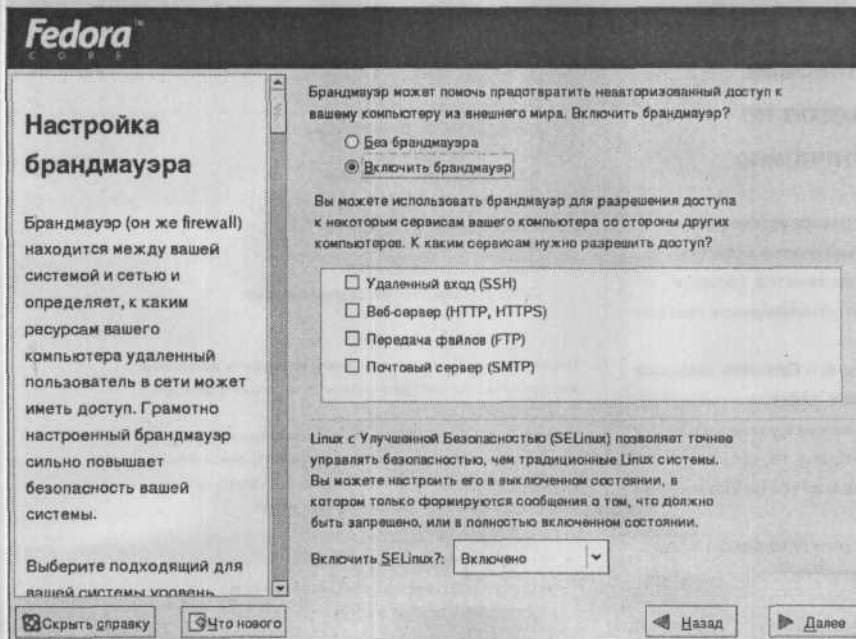 Fedora™
CORE
Настройка
брандмауэра
Брандмауэр (он же firewall)
находится между вашей
системой и сетью и
определяет, к каким
ресурсам вашего
компьютера удаленный
пользователь в сети может
иметь доступ. Грамотно
настроенный брандмауэр
сильно повышает
безопасность вашей
системы.
Выберите подходящий для
вашей системы уровень
Брандмауэр может помочь предотвратить неавторизованный доступ к
вашему компьютеру из внешнего мира. Включить брандмауэр?
Без брандмауэра
Включить брандмауэр
Вы можете использовать брандмауэр для разрешения доступа
к некоторым сервисам вашего компьютера со стороны других
компьютеров. К каким сервисам нужно разрешить доступ?
Удаленный вход (SSH)
Веб-сервер (HTTP, HTTPS)
Передача файлов (FTP)
Почтовый сервер (SMTP)
Linux с Улучшенной Безопасностью (SELinux) позволяет точнее
управлять безопасностью, чем традиционные Linux системы.
Вы можете настроить его в выключенном состоянии, в
котором только формируются сообщения о том, что должно
быть запрещено, или в полностью включенном состоянии.
Включить SELinux?: Включено
Скрыть справку
Что нового
Назад
Далее